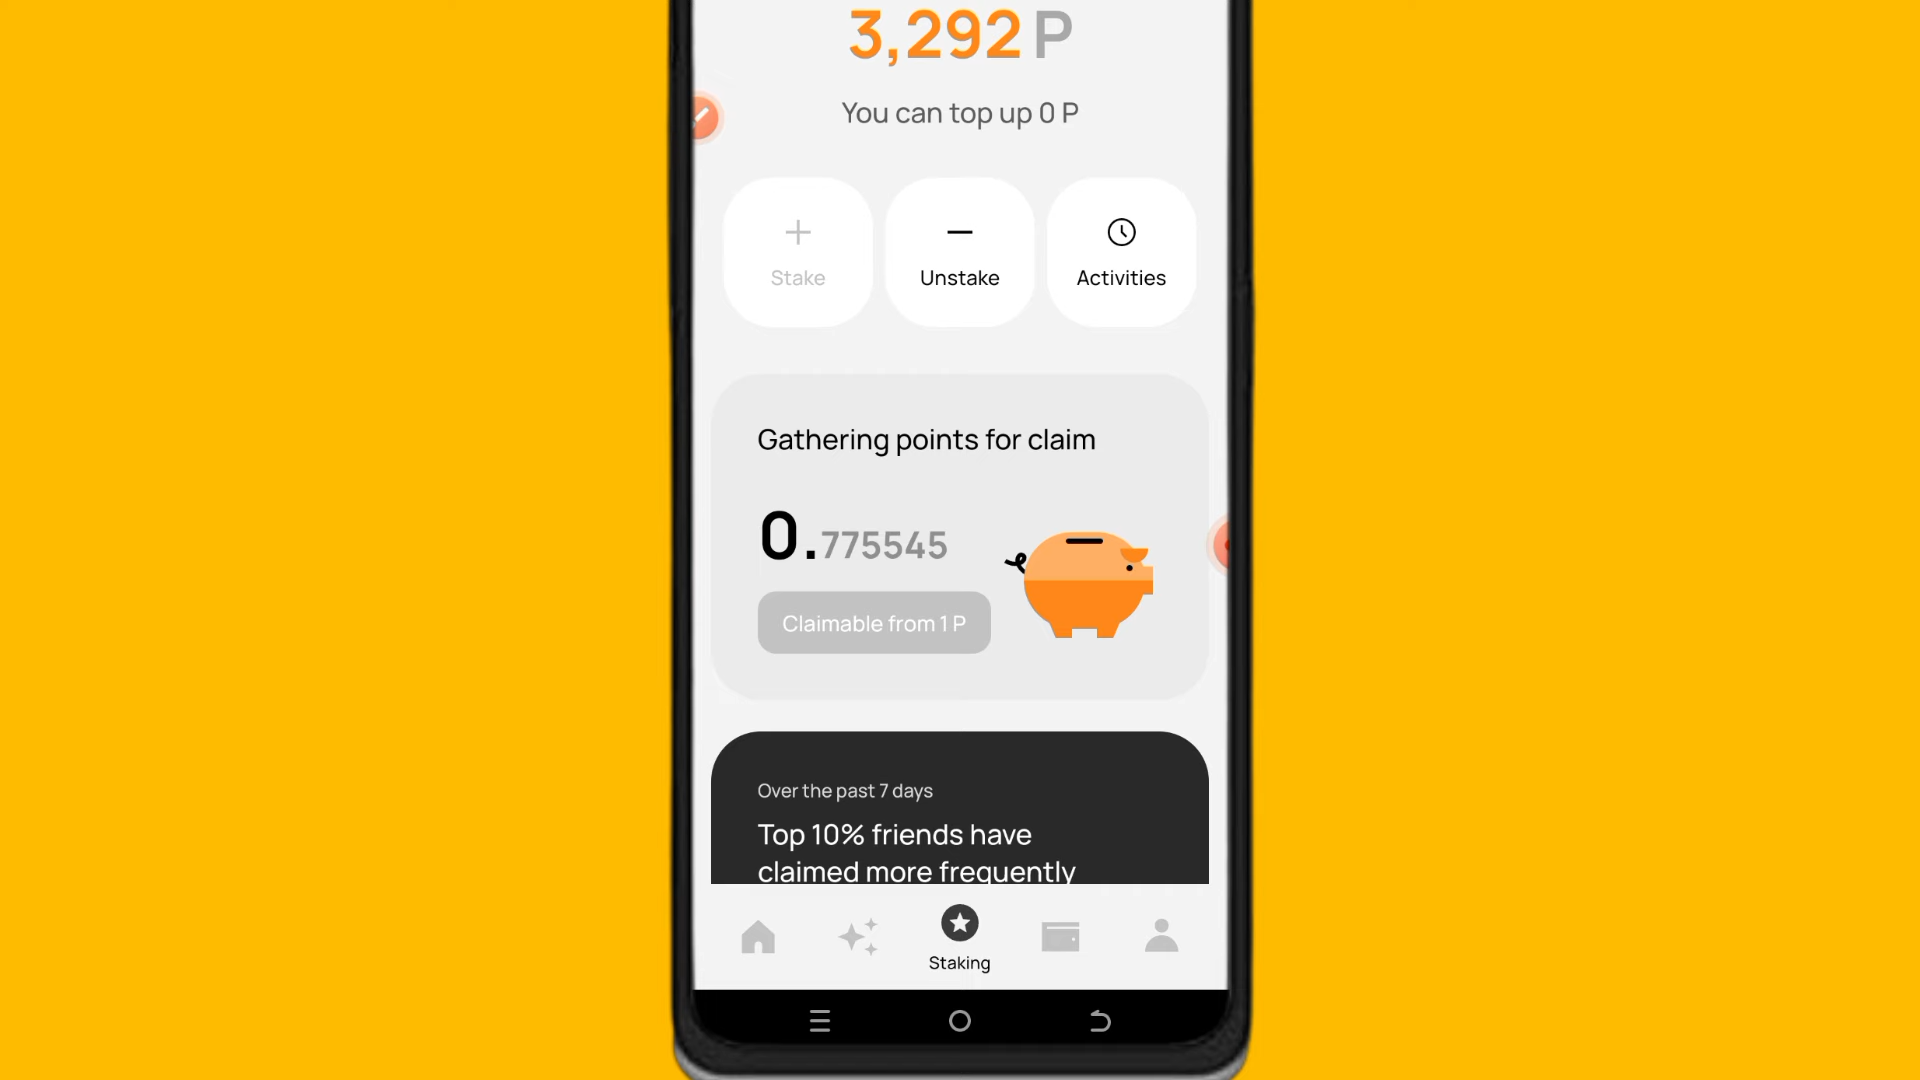 3,292 P
You can top up 0 P
Stake
Unstake
Activities
Gathering points for claim
0.775545
Claimable from 1 P
Over the past 7 days
Top 10% friends have
claimed more frequently
Staking